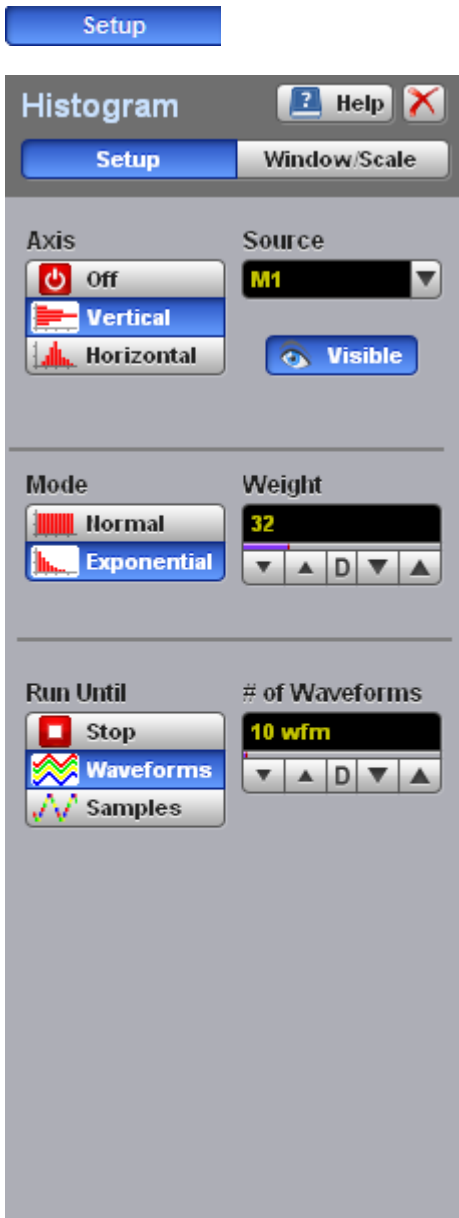 Setup
Histogram
? Help
Setup Window/Scale
Axis Source
Off M1
Vertical
Horizontal Visible
Mode Weight
Normal 32
Exponential
D
Run Until # of Waveforms
Stop 10 wfm
Waveforms
D
Samples